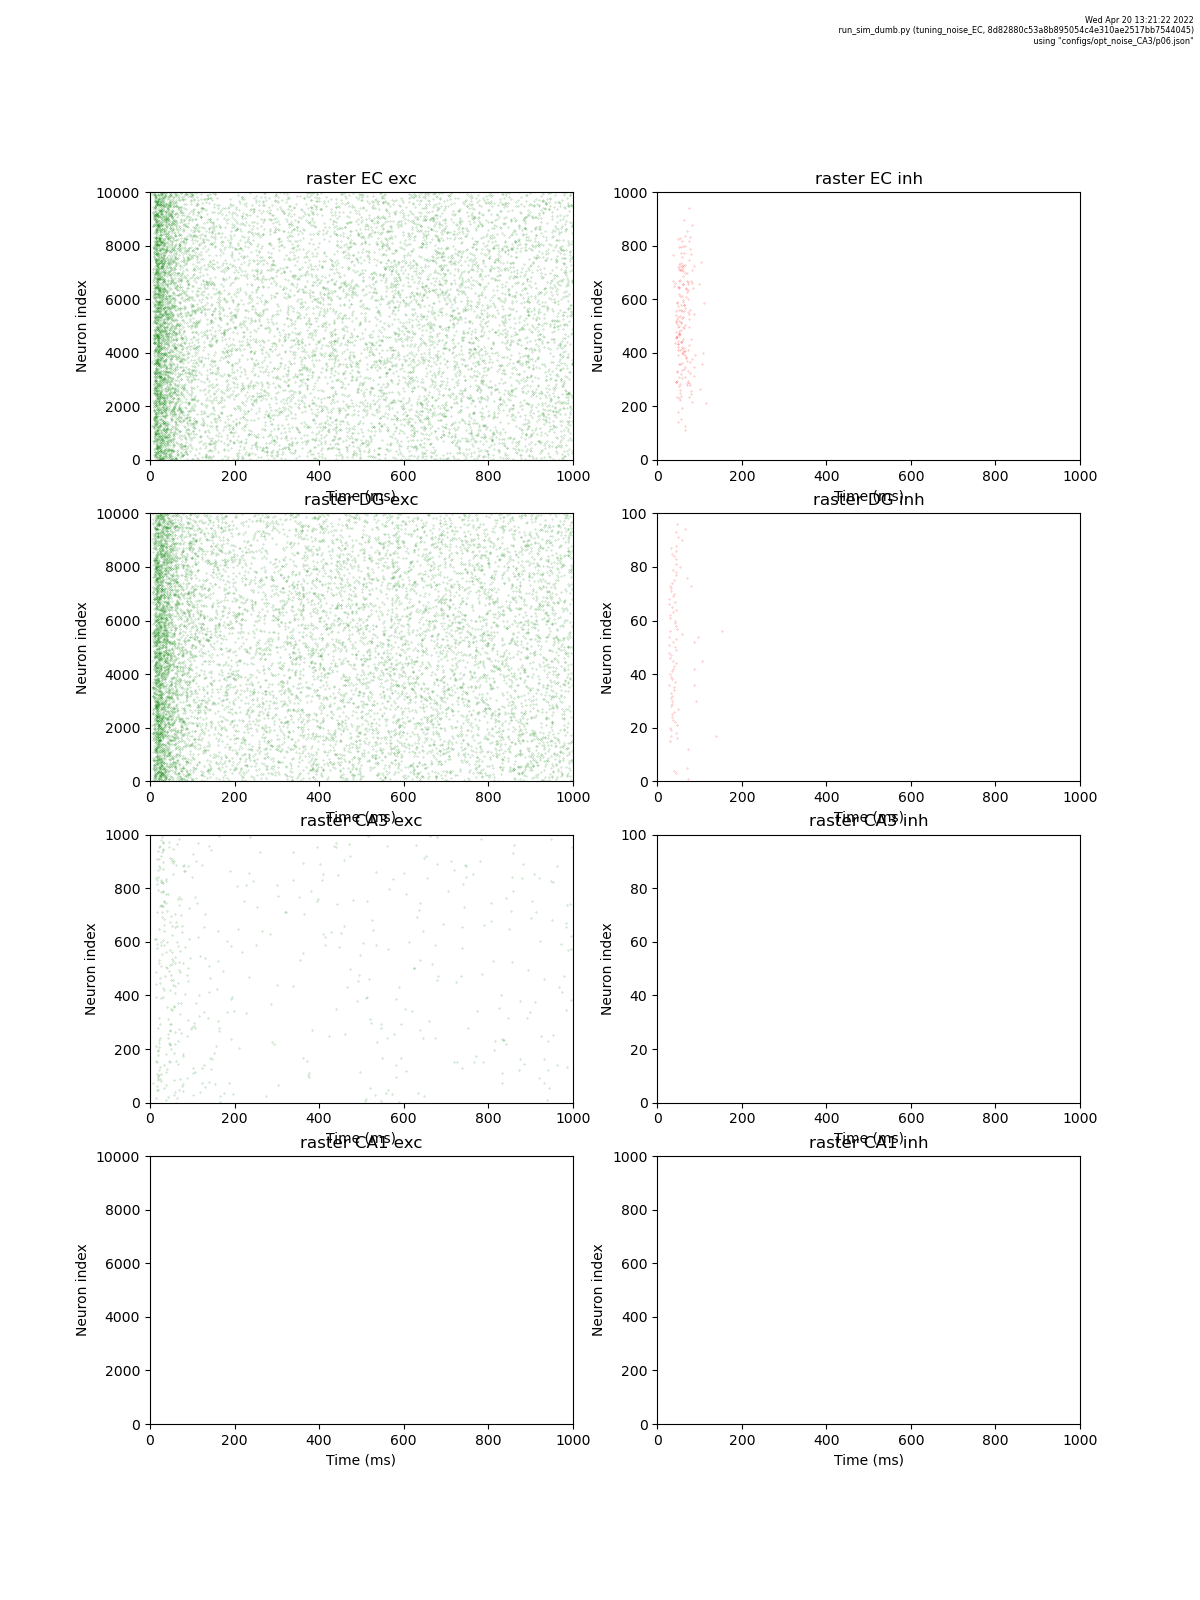 Wed Apr 20 13:21:22 2022
run_sim_dumb.py (tuning_noise_EC, 8d82880c53a8b895054c4e310ae2517bb7544045)
using "configs/opt_noise_CA3/p06.json"
raster EC exc
10000
8000
6000
4000
2000
0
Neuron index
0 200 400 600 800 1000
Time (ms)
raster EC inh
1000
800
600
400
200
0
Neuron index
0 200 400 600 800 1000
Time (ms)
raster DG exc
10000
8000
6000
4000
2000
0
Neuron index
0 200 400 600 800 1000
Time (ms)
raster DG inh
100
80
60
40
20
0
Neuron index
0 200 400 600 800 1000
Time (ms)
raster CA3 exc
1000
800
600
400
200
0
Neuron index
0 200 400 600 800 1000
Time (ms)
raster CA3 inh
100
80
60
40
20
0
Neuron index
0 200 400 600 800 1000
Time (ms)
raster CA1 exc
10000
8000
6000
4000
2000
0
Neuron index
0 200 400 600 800 1000
Time (ms)
raster CA1 inh
1000
800
600
400
200
0
Neuron index
0 200 400 600 800 1000
Time (ms)